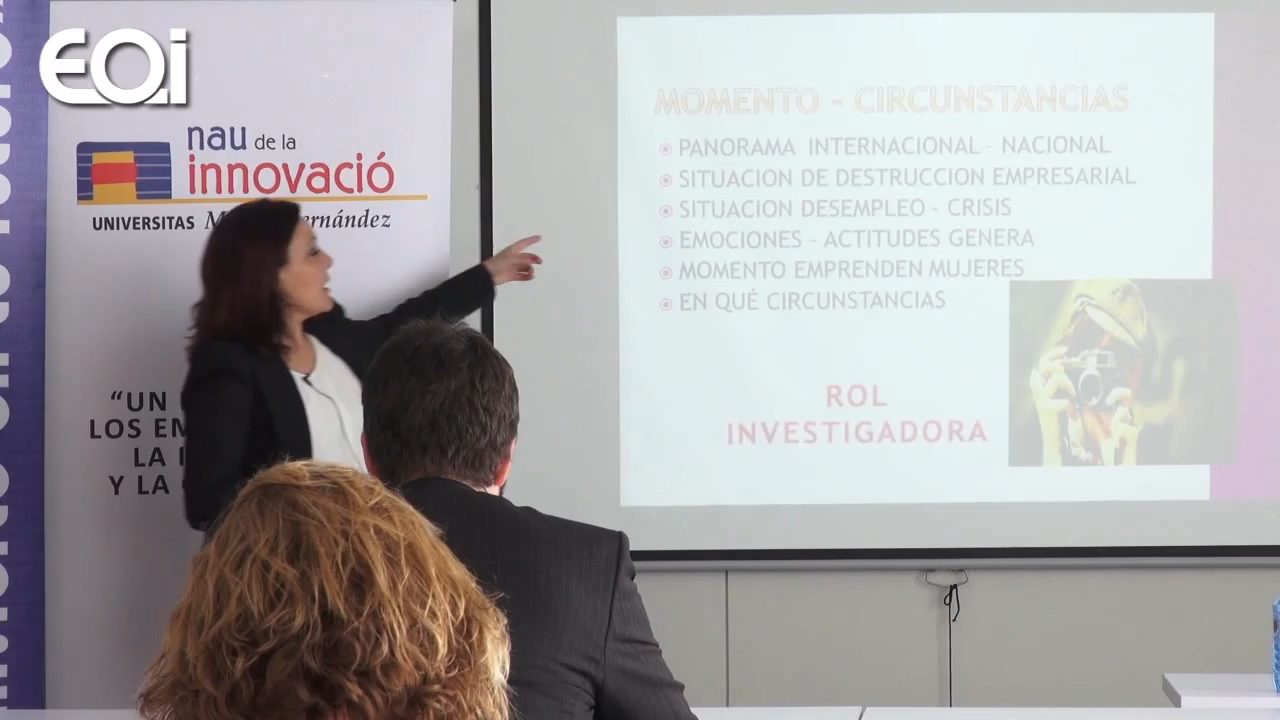 EOi
nau de la
innovació
UNIVERSITAS
“UN
LOS
LA
Y LA
MOMENTO - CIRCUNSTANCIAS
PANORAMA INTERNACIONAL - NACIONAL
SITUACION DE DESTRUCCION EMPRESARIAL
SITUACION DESEMPLEO - CRISIS
EMOCIONES - ACTITUDES GENERA
MOMENTO EMPRENDEN MUJERES
EN QUÉ CIRCUNSTANCIAS
ROL
INVESTIGADORA